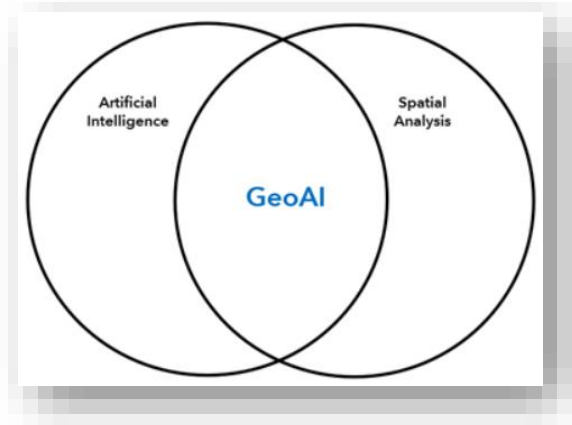 Artificial
Intelligence
Spatial
Analysis
GeoAI